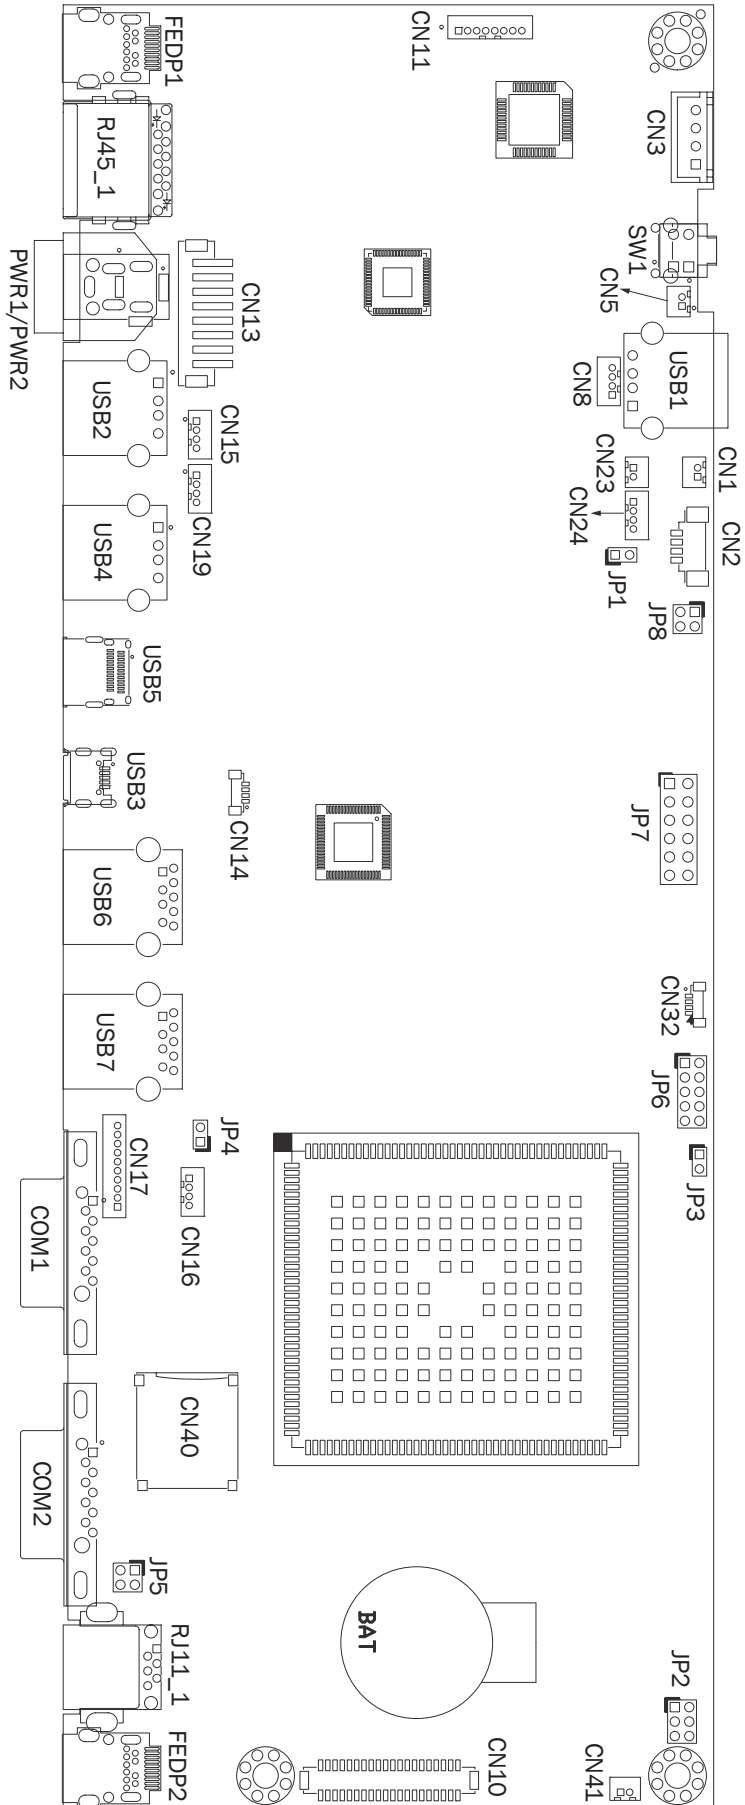 FEDP1
CN11
CN3
RJ45_1
SW1
PWR1/PWR2
CN13
CN5
USB2
CN15
CN8
USB1
CN19
CN23
CN1
CN24
CN2
USB4
JP1
JP8
USB5
USB3
CN14
JP7
USB6
CN32
USB7
JP6
JP4
JP3
CN17
CN16
COM1
CN40
COM2
JP5
BAT
RJ11_1
JP2
FEDP2
CN10
CN41